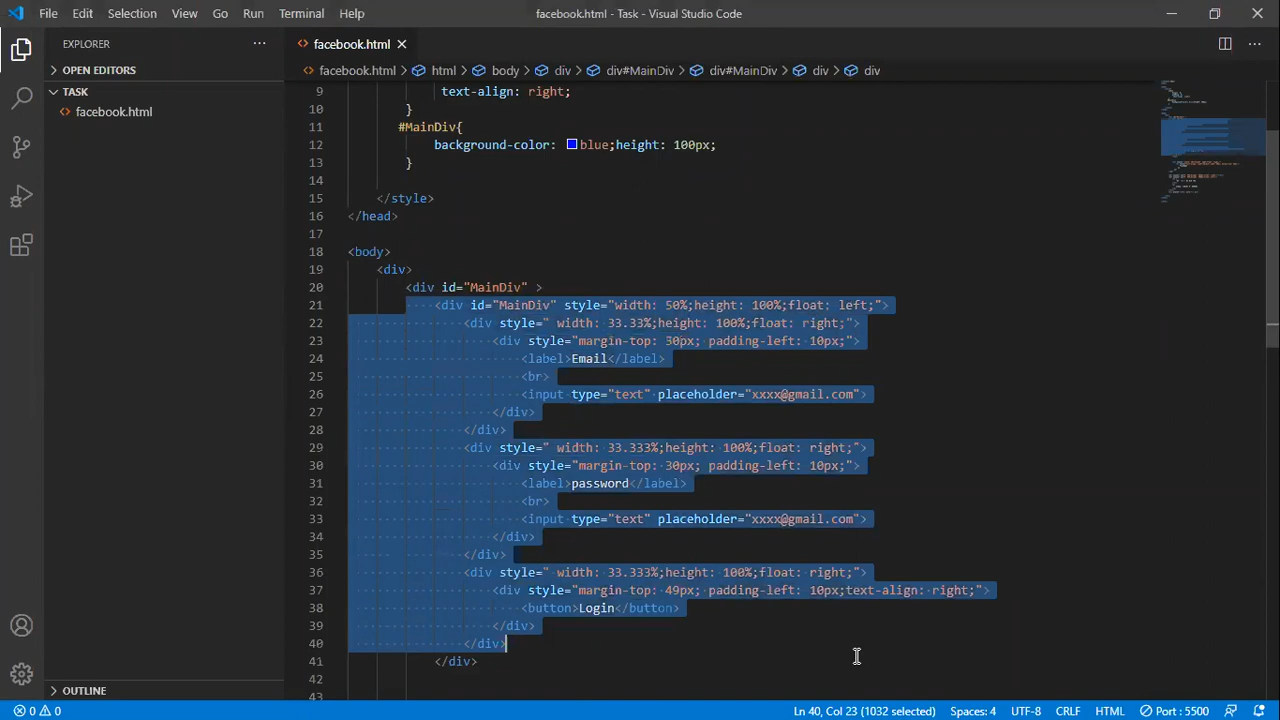 File Edit Selection View Go Run Terminal Help facebook.html - Task - Visual Studio Code
EXPLORER
OPEN EDITORS
TASK
facebook.html
OUTLINE
facebook.html
facebook.html > html > body > div > div#MainDiv > div#MainDiv > div > div
9 text-align: right;
10 }
11 #MainDiv{
12 background-color: blue;height: 100px;
13 }
14
15 </style>
16 </head>
17
18 <body>
19 <div>
20 <div id="MainDiv" >
21 <div id="MainDiv" style="width: 50%;height: 100%;float: left;">
22 <div style=" width: 33.33%;height: 100%;float: right;">
23 <div style="margin-top: 30px; padding-left: 10px;">
24 <label>Email</label>
25 <br>
26 <input type="text" placeholder="xxxx@gmail.com">
27 </div>
28 </div>
29 <div style=" width: 33.333%;height: 100%;float: right;">
30 <div style="margin-top: 30px; padding-left: 10px;">
31 <label>password</label>
32 <br>
33 <input type="text" placeholder="xxxx@gmail.com">
34 </div>
35 </div>
36 <div style=" width: 33.333%;height: 100%;float: right;">
37 <div style="margin-top: 49px; padding-left: 10px;text-align: right;">
38 <button>Login</button>
39 </div>
40 </div>
41 </div>
42
43
0 0 Ln 40, Col 23 (1032 selected) Spaces: 4 UTF-8 CRLF HTML Port : 5500